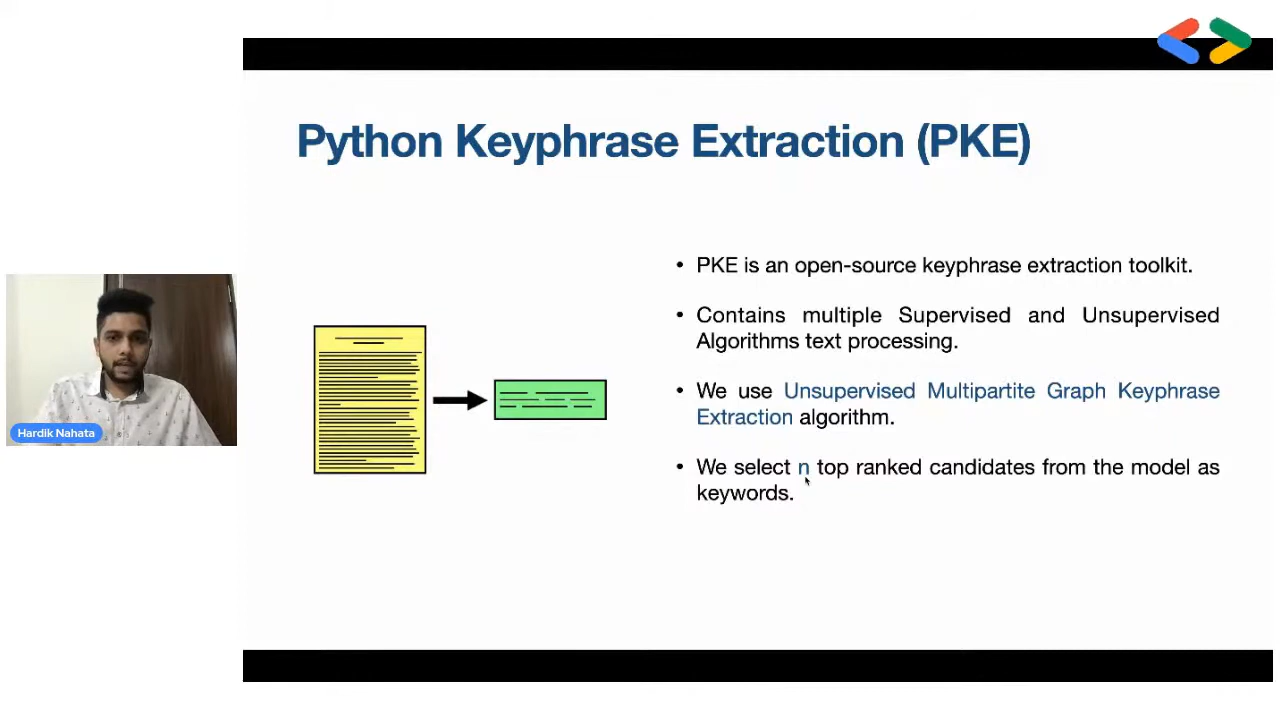 Python Keyphrase Extraction (PKE)
• PKE is an open-source keyphrase extraction toolkit.
• Contains multiple Supervised and Unsupervised
Algorithms text processing.
• We use Unsupervised Multipartite Graph Keyphrase
Extraction algorithm.
• We select n top ranked candidates from the model as
keywords.
Hardik Nahata